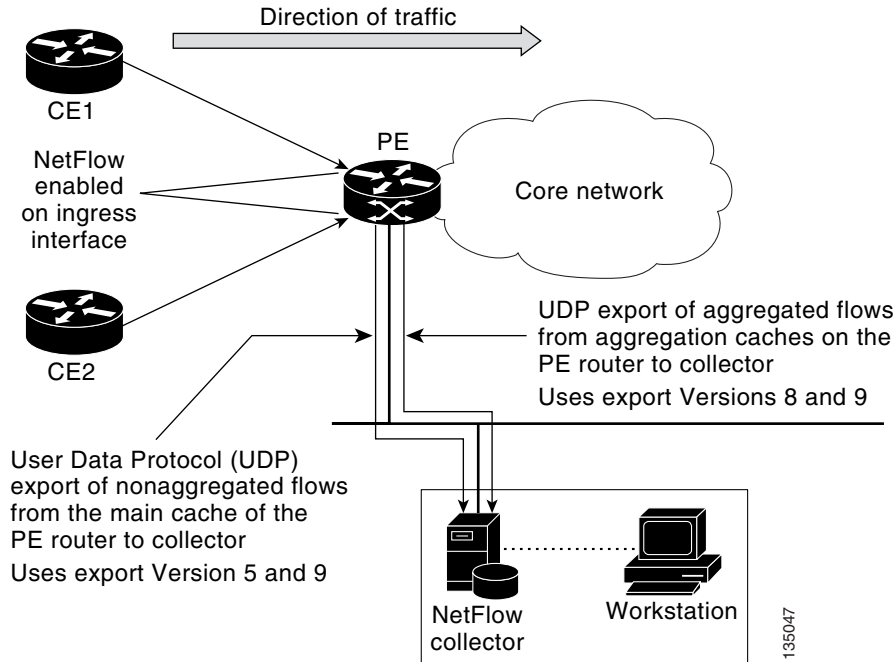 Direction of traffic
CE1
PE
NetFlow
enabled
on ingress
interface
Core network
CE2
UDP export of aggregated flows
from aggregation caches on the
PE router to collector
Uses export Versions 8 and 9
User Data Protocol (UDP)
export of nonaggregated flows
from the main cache of the
PE router to collector
Uses export Version 5 and 9
NetFlow
collector
Workstation
135047